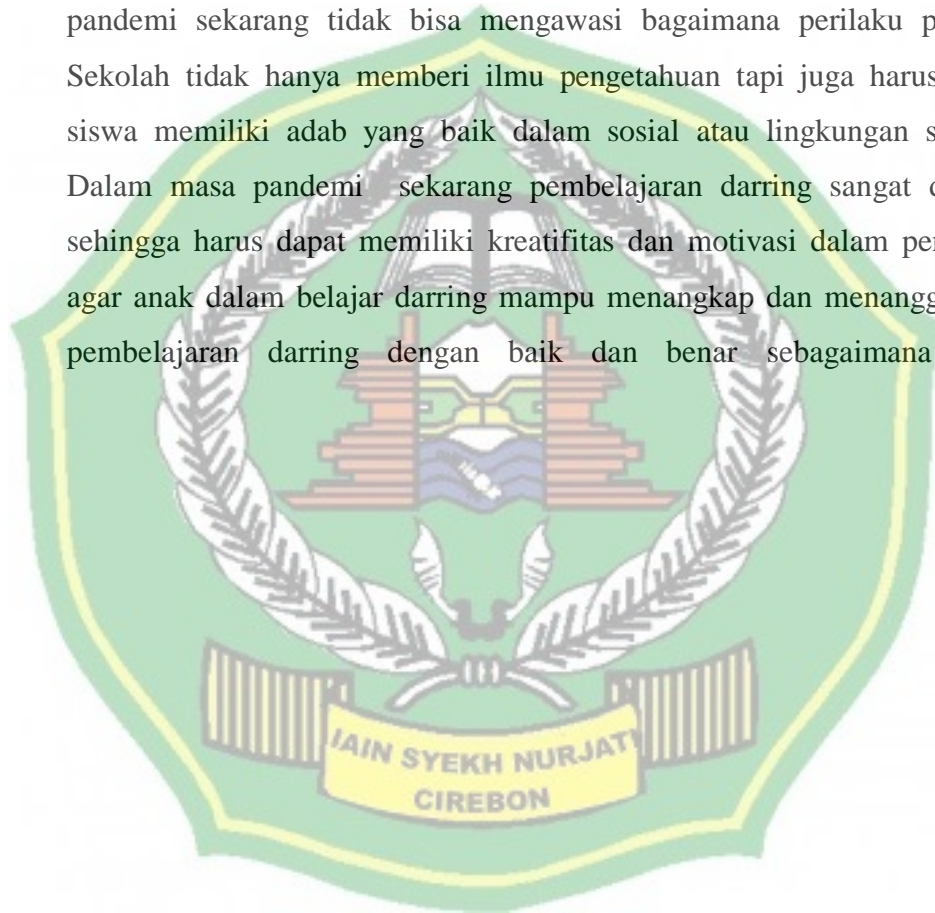 pandemi sekarang tidak bisa mengawasi bagaimana perilaku p
Sekolah tidak hanya memberi ilmu pengetahuan tapi juga harus
siswa memiliki adab yang baik dalam sosial atau lingkungan s
Dalam masa pandemi sekarang pembelajaran darring sangat
sehingga harus dapat memiliki kreatifitas dan motivasi dalam pe
agar anak dalam belajar darring mampu menangkap dan menangg
pembelajaran darring dengan baik dan benar sebagaimana
IAIN SYEKH NURJATI
CIREBON